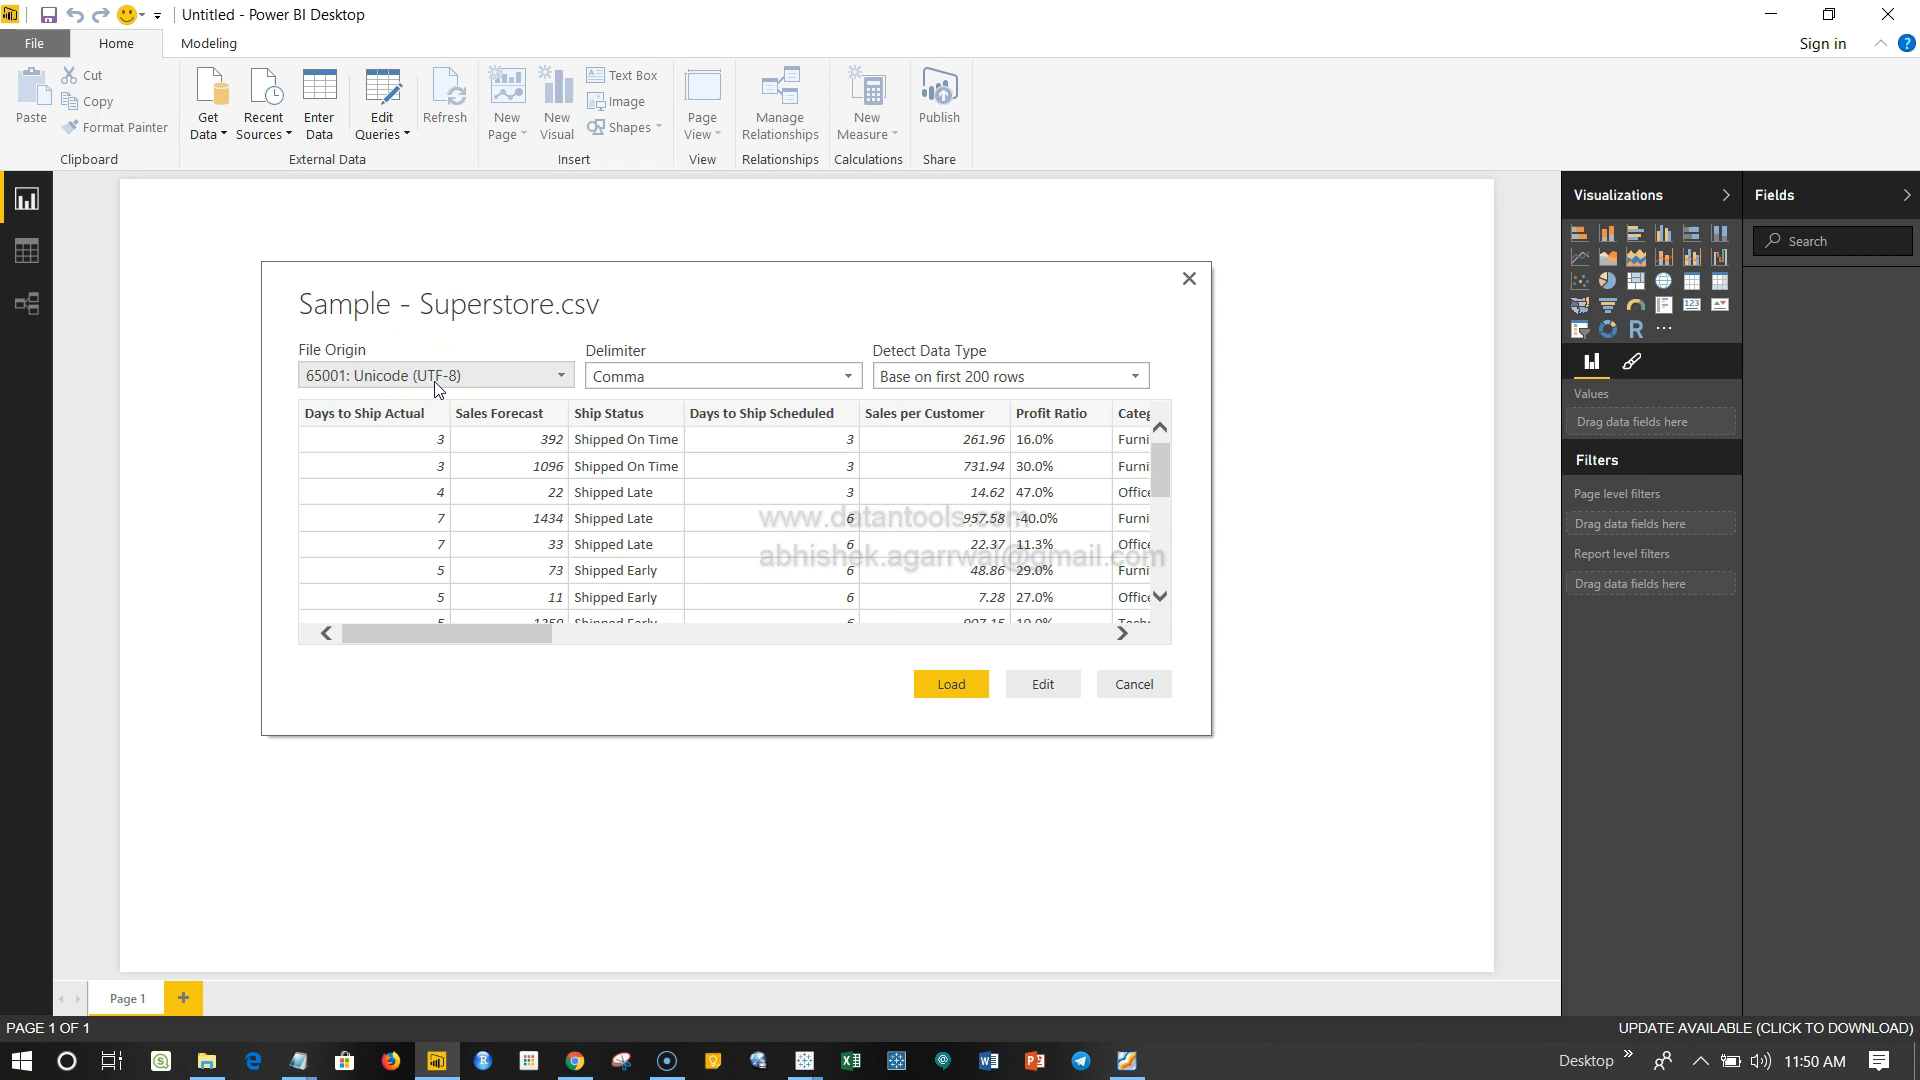 Untitled - Power BI Desktop
File Home Modeling Sign in ?
Paste Cut
Copy
Format Painter
Clipboard
Get Data Recent Sources Enter Data Edit Queries Refresh
External Data
New Page New Visual Text Box
Image
Shapes
Insert
Page View
View
Manage Relationships
Relationships
New Measure
Calculations
Publish
Share
Sample - Superstore.csv
File Origin Delimiter Detect Data Type
65001: Unicode (UTF-8) Comma Base on first 200 rows
Days to Ship Actual Sales Forecast Ship Status Days to Ship Scheduled Sales per Customer Profit Ratio Categ
3 392 Shipped On Time 3 261.96 16.0% Furni
3 1096 Shipped On Time 3 731.94 30.0% Furni
4 22 Shipped Late 3 14.62 47.0% Office
7 1434 Shipped Late 6 957.58 -40.0% Furni
7 33 Shipped Late 6 22.37 11.3% Office
5 73 Shipped Early 6 48.86 29.0% Furni
5 11 Shipped Early 6 7.28 27.0% Office
www.datantools.com
abhishek.agarrwal@gmail.com
Load Edit Cancel
Visualizations
R
123
Values
Drag data fields here
Filters
Page level filters
Drag data fields here
Report level filters
Drag data fields here
Fields
Search
Page 1 +
PAGE 1 OF 1 UPDATE AVAILABLE (CLICK TO DOWNLOAD)
Desktop 11:50 AM